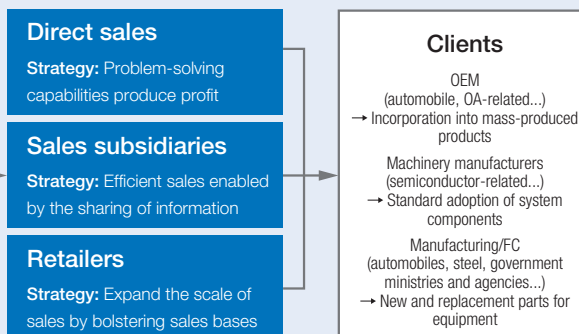 Direct sales
Strategy: Problem-solving
capabilities produce profit
Sales subsidiaries
Strategy: Efficient sales enabled
by the sharing of information
Retailers
Strategy: Expand the scale of
sales by bolstering sales bases
Clients
OEM
(automobile, OA-related...)
→ Incorporation into mass-produced
products
Machinery manufacturers
(semiconductor-related...)
→ Standard adoption of system
components
Manufacturing/FC
(automobiles, steel, government
ministries and agencies...)
→ New and replacement parts for
equipment